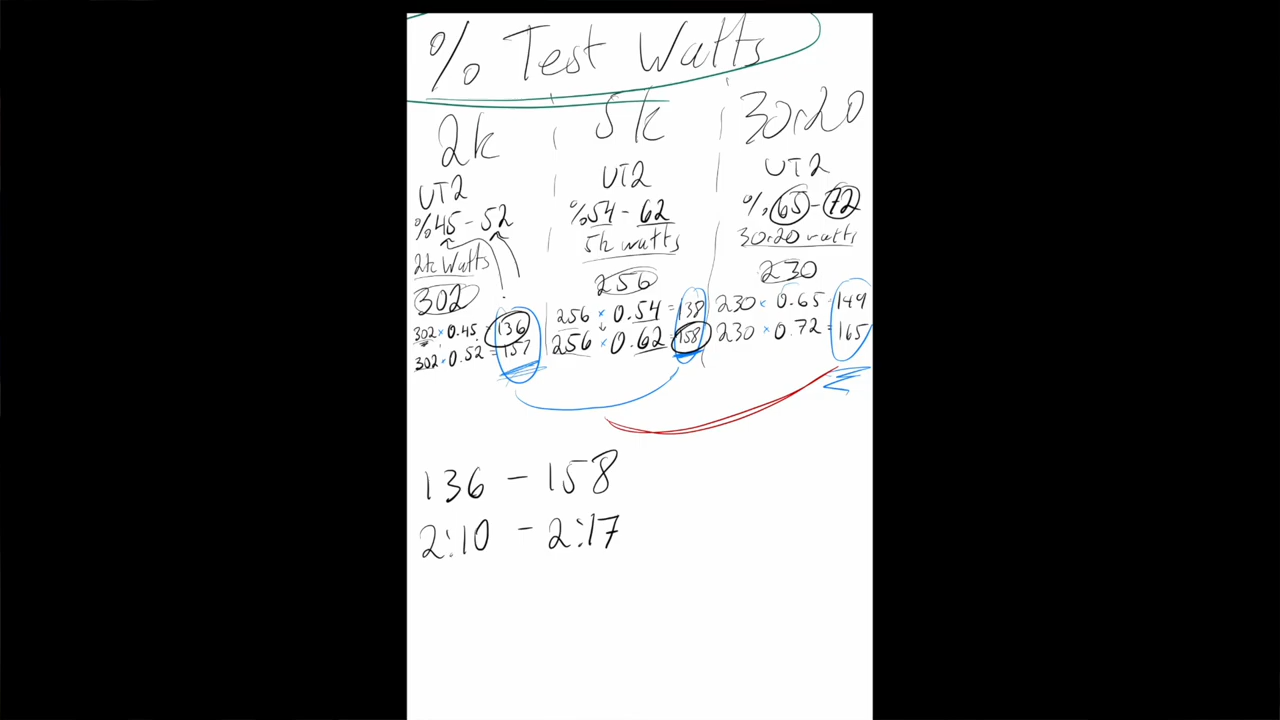 % Test Watts
2k
UT2
%45 - 52
2k Watts
302
302 x 0.45 = 136
302 x 0.52 = 157
5k
UT2
%54 - 62
5k watts
256
256 x 0.54 = 138
256 x 0.62 = 158
30r20
UT2
%65 - 72
30r20 watts
230
230 x 0.65 = 149
230 x 0.72 = 165
136 - 158
2:10 - 2:17